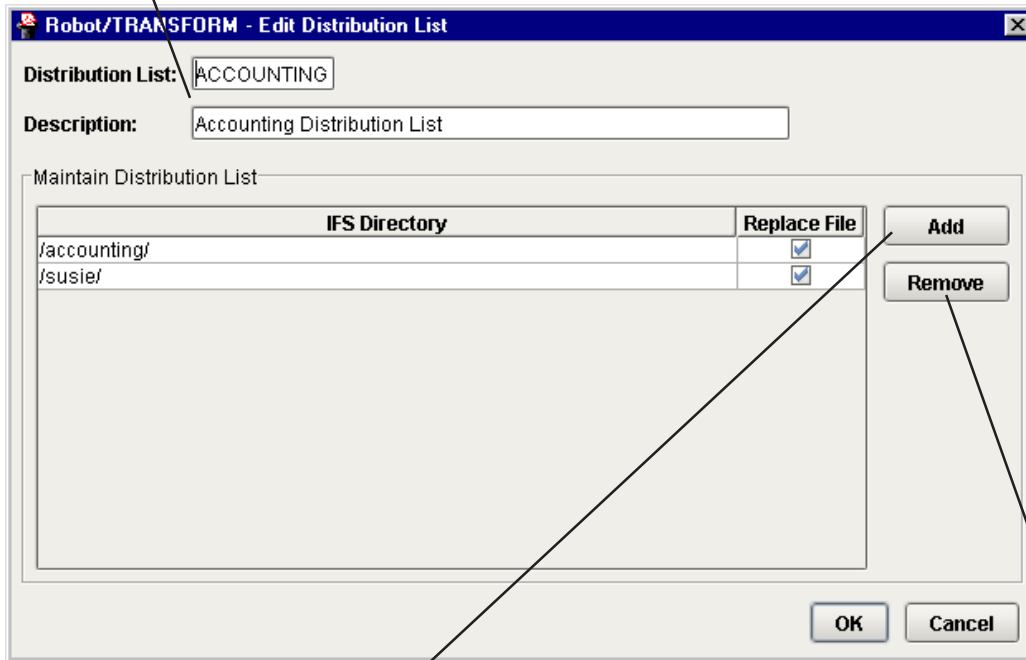 Robot/TRANSFORM - Edit Distribution List
Distribution List: ACCOUNTING
Description: Accounting Distribution List
Maintain Distribution List
IFS Directory Replace File
/accounting/
/susie/
Add
Remove
OK Cancel